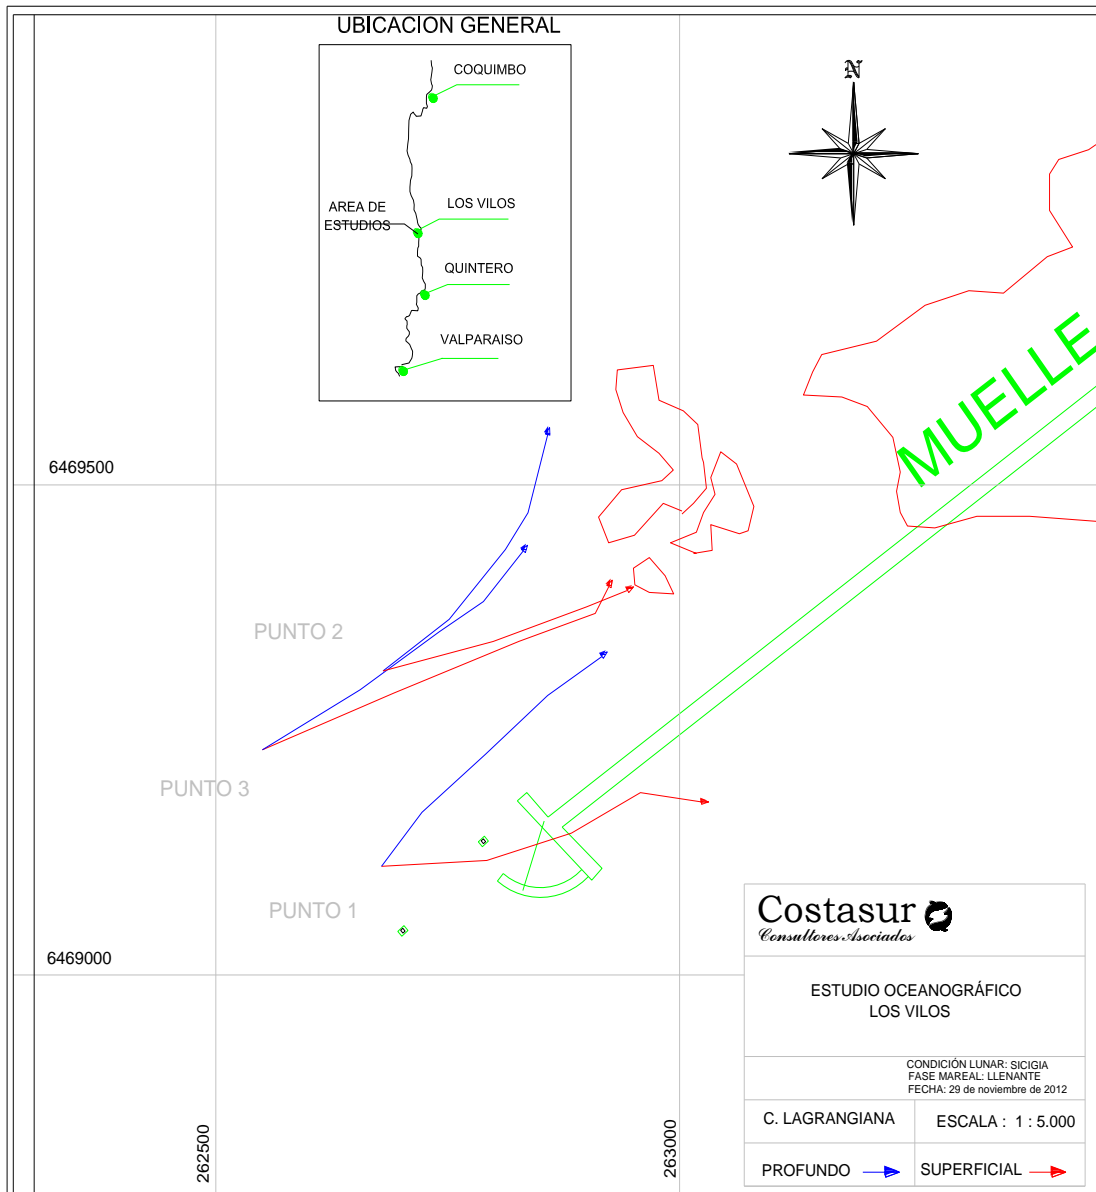 UBICACION GENERAL
COQUIMBO
N
AREA DE
ESTUDIOS
LOS VILOS
QUINTERO
VALPARAISO
MUELLE
6469500
PUNTO 2
PUNTO 3
PUNTO 1
6469000
262500
263000
Costasur
Consultores Asociados
ESTUDIO OCEANOGRÁFICO
LOS VILOS
CONDICIÓN LUNAR: SICIGIA
FASE MAREAL: LLENANTE
FECHA: 29 de noviembre de 2012
C. LAGRANGIANA
ESCALA : 1 : 5.000
PROFUNDO
SUPERFICIAL